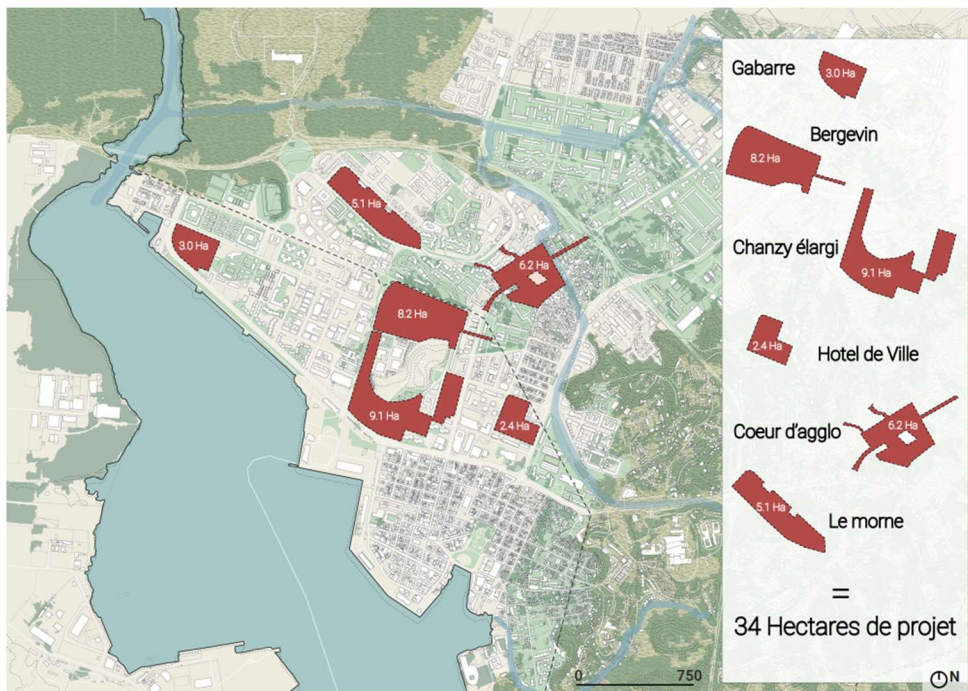 5.1 Ha
3.0 Ha
6.2 Ha
8.2 Ha
9.1 Ha
2.4 Ha
0 750
Gabarre
3.0 Ha
Bergevin
8.2 Ha
Chanzy élargi
9.1 Ha
2.4 Ha
Hotel de Ville
Coeur d'agglo
6.2 Ha
5.1 Ha
Le morne
=
34 Hectares de projet
N